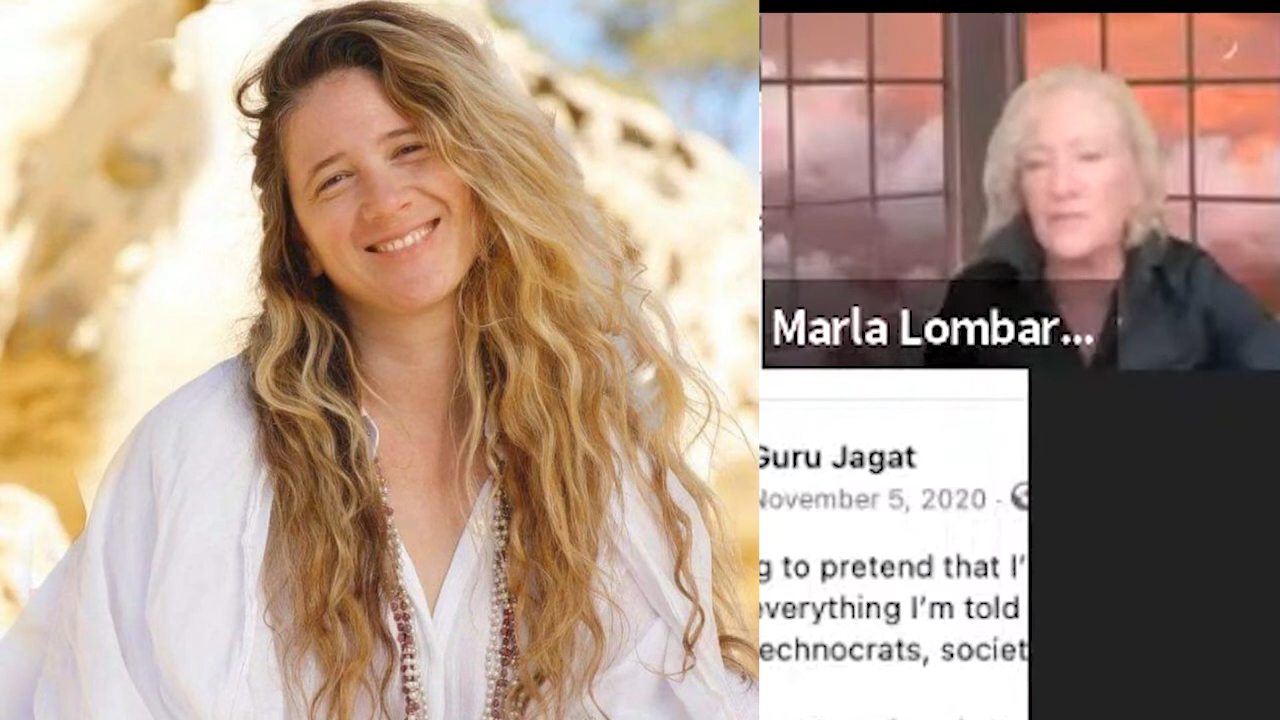 Marla Lombar...
Guru Jagat
November 5, 2020 -
g to pretend that I'
everything I'm told
echnocrats, societ